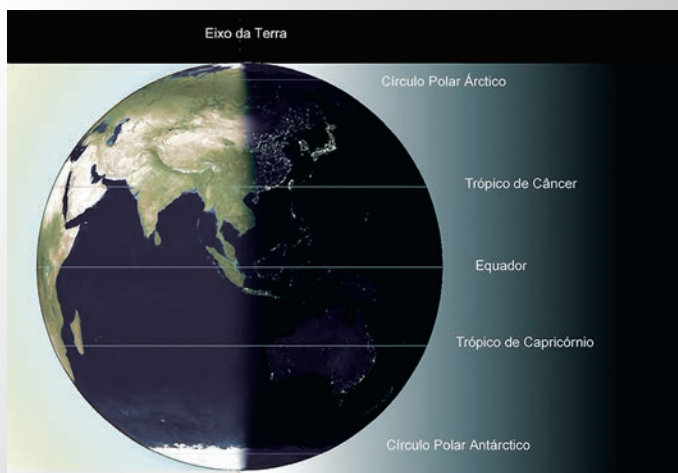 Eixo da Terra
Círculo Polar Árctico
Trópico de Câncer
Equador
Trópico de Capricórnio
Círculo Polar Antárctico